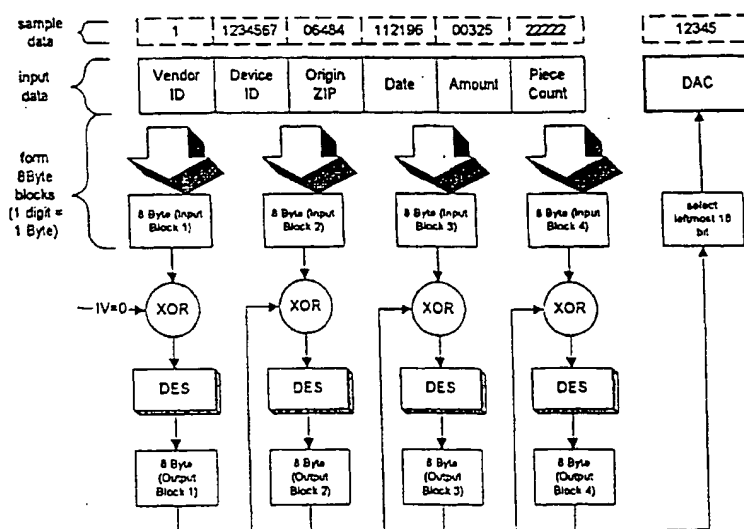 sample data
1 1234567 06484 112196 00325 22222 12345
input data
Vendor ID
Device ID
Origin ZIP
Date
Amount
Piece Count
DAC
form
8Byte
blocks
(1 digit =
1 Byte)
8 Byte (Input
Block 1)
8 Byte (Input
Block 2)
8 Byte (Input
Block 3)
8 Byte (Input
Block 4)
select
leftmost 16
bit
IV=0
XOR
XOR
XOR
XOR
DES
DES
DES
DES
8 Byte
(Output
Block 1)
8 Byte
(Output
Block 2)
8 Byte
(Output
Block 3)
8 Byte
(Output
Block 4)